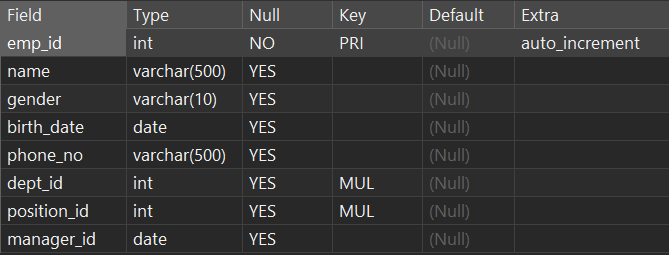 Field Type Null Key Default Extra
emp_id int NO PRI (Null) auto_increment
name varchar(500) YES (Null)
gender varchar(10) YES (Null)
birth_date date YES (Null)
phone_no varchar(500) YES (Null)
dept_id int YES MUL (Null)
position_id int YES MUL (Null)
manager_id date YES (Null)